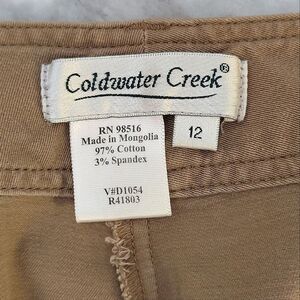 Coldwater Creek®
RN 98516
Made in Mongolia
97% Cotton
3% Spandex
V#D1054
R41803
12